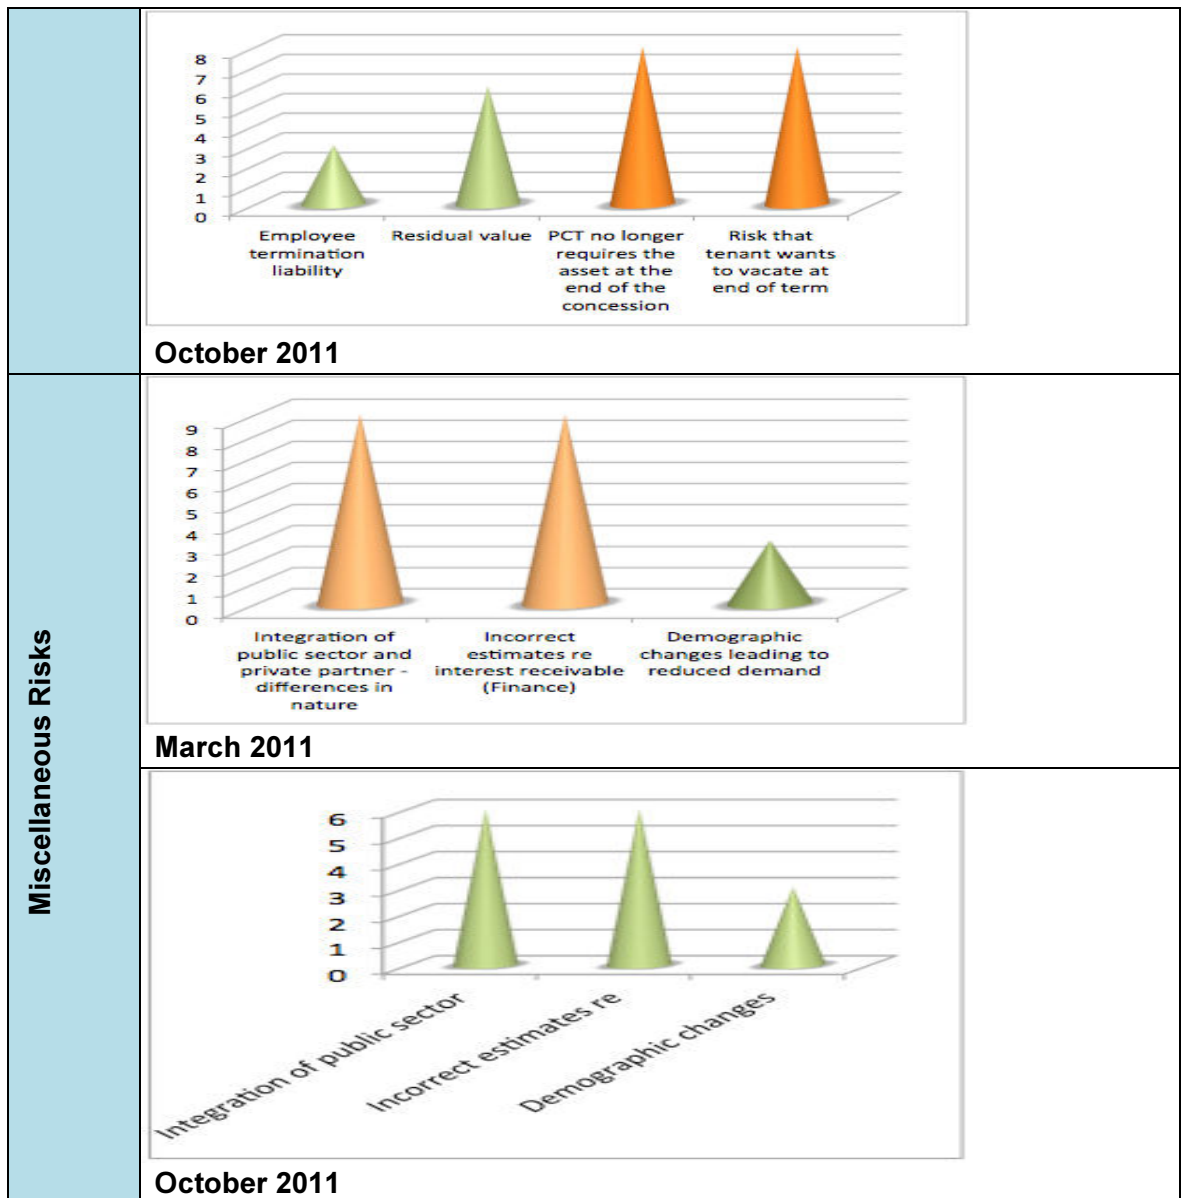 8
7
6
5
4
3
2
1
0
Employee
termination
liability
Residual value
PCT no longer
requires the
asset at the
end of the
concession
Risk that
tenant wants
to vacate at
end of term
October 2011
Miscellaneous Risks
9
8
7
6
5
4
3
2
1
0
Integration of
public sector and
private partner -
differences in
nature
Incorrect
estimates re
interest receivable
(Finance)
Demographic
changes leading to
reduced demand
March 2011
6
5
4
3
2
1
0
Integration of public sector
Incorrect estimates re
Demographic changes
October 2011